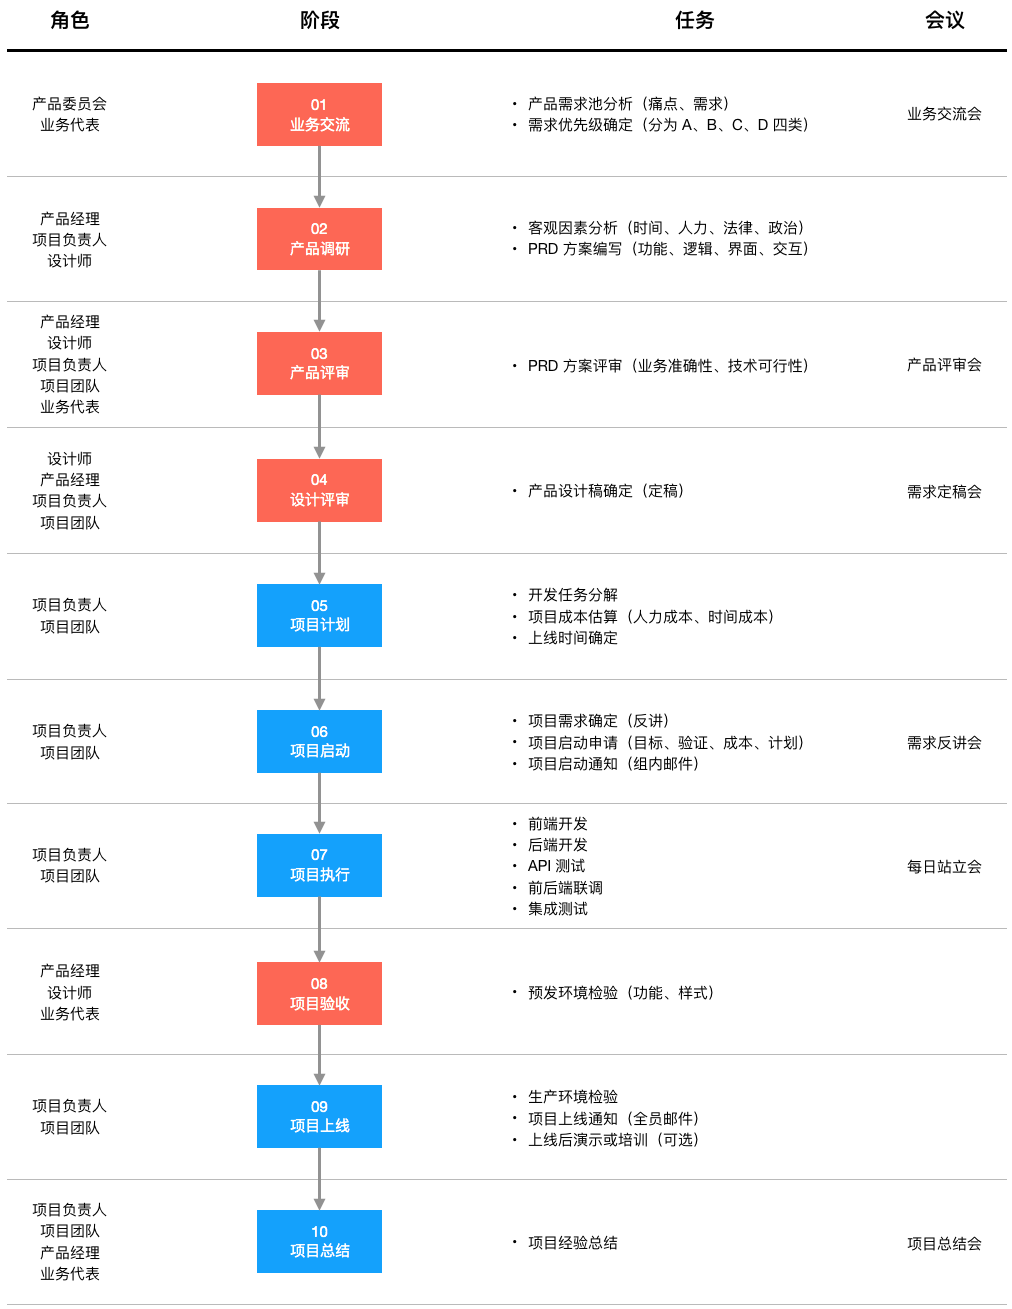 角色
阶段
任务
会议
产品委员会
业务代表
01
业务交流
• 产品需求池分析（痛点、需求）
• 需求优先级确定（分为 A、B、C、D 四类）
业务交流会
产品经理
项目负责人
设计师
02
产品调研
• 客观因素分析（时间、人力、法律、政治）
• PRD 方案编写（功能、逻辑、界面、交互）
产品经理
设计师
项目负责人
项目团队
业务代表
03
产品评审
• PRD 方案评审（业务准确性、技术可行性）
产品评审会
设计师
产品经理
项目负责人
项目团队
04
设计评审
• 产品设计稿确定（定稿）
需求定稿会
项目负责人
项目团队
05
项目计划
• 开发任务分解
• 项目成本估算（人力成本、时间成本）
• 上线时间确定
项目负责人
项目团队
06
项目启动
• 项目需求确定（反讲）
• 项目启动申请（目标、验证、成本、计划）
• 项目启动通知（组内邮件）
需求反讲会
项目负责人
项目团队
07
项目执行
• 前端开发
• 后端开发
• API 测试
• 前后端联调
• 集成测试
每日站立会
产品经理
设计师
业务代表
08
项目验收
• 预发环境检验（功能、样式）
项目负责人
项目团队
09
项目上线
• 生产环境检验
• 项目上线通知（全员邮件）
• 上线后演示或培训（可选）
项目负责人
项目团队
产品经理
业务代表
10
项目总结
• 项目经验总结
项目总结会